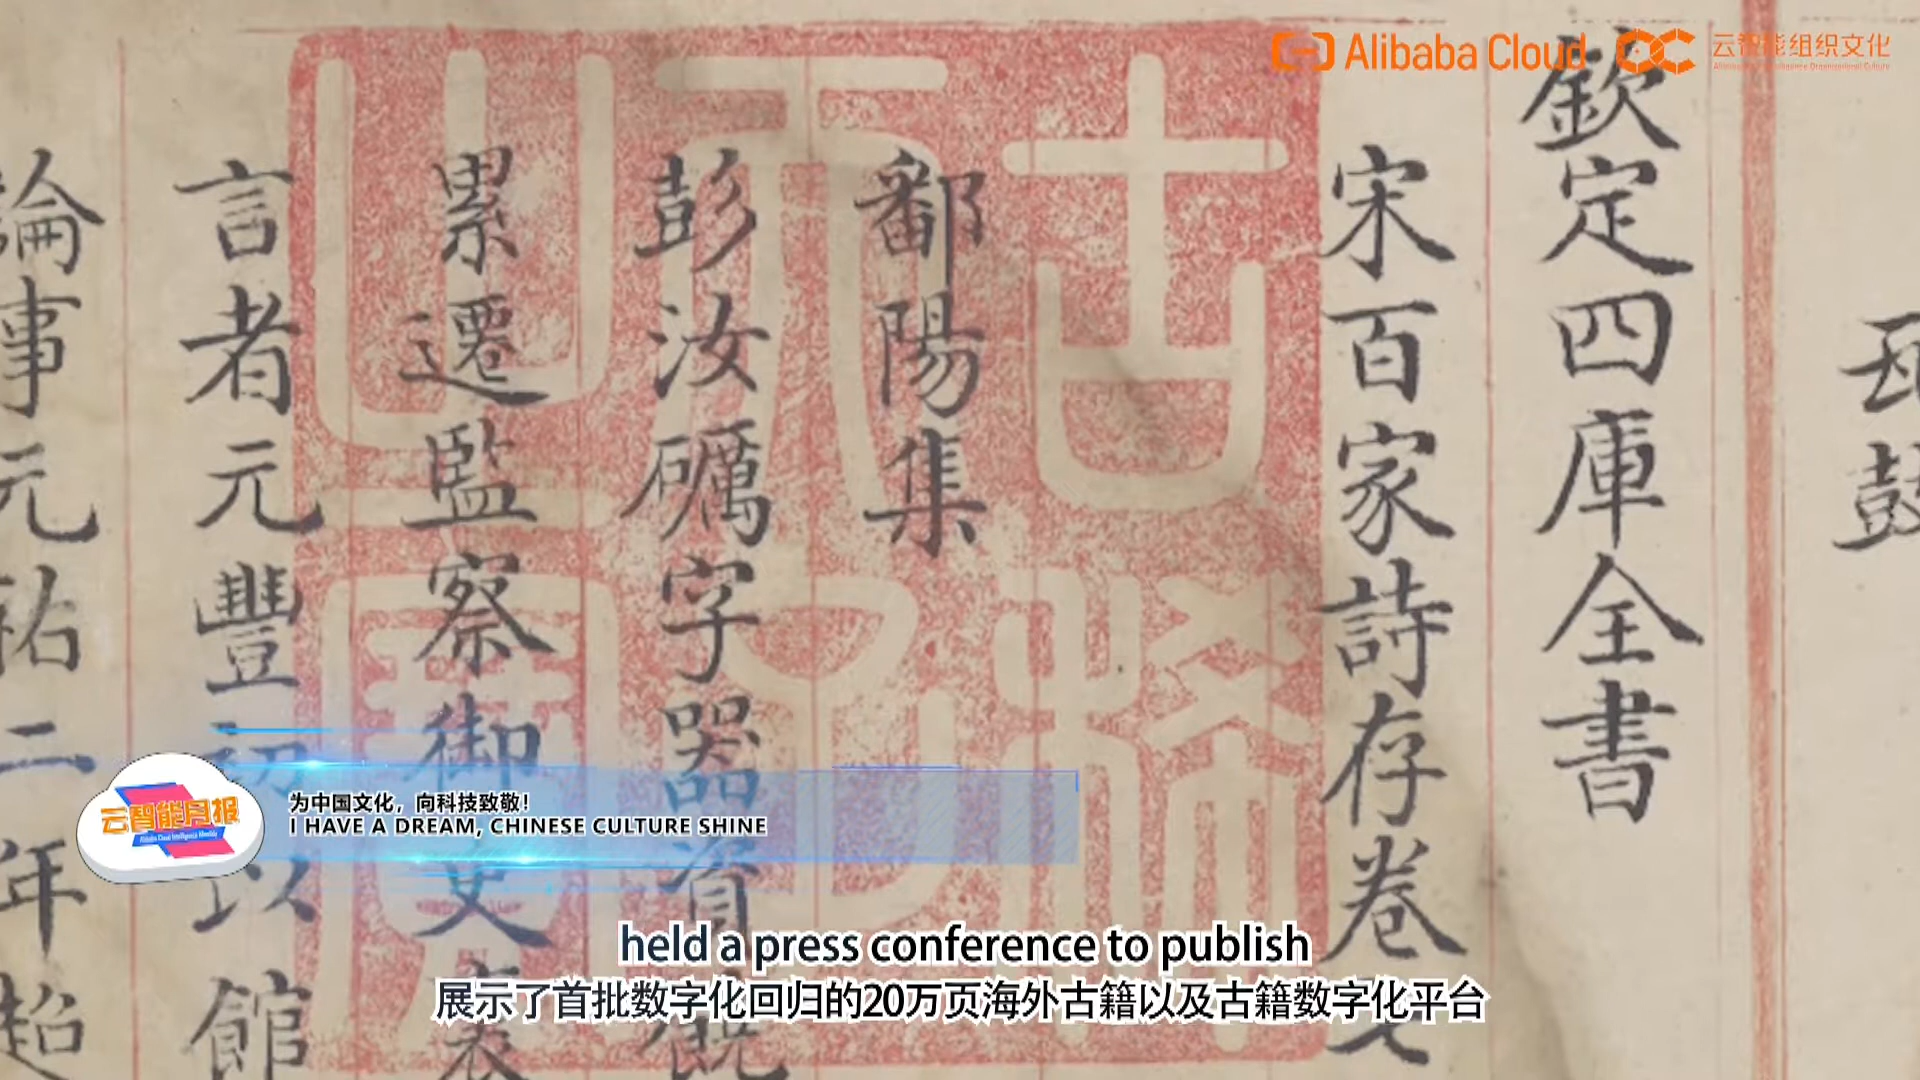 Alibaba Cloud
云智能组织文化
瓦鼓
欽定四庫全書
宋百家詩存卷
鄱陽集
彭汝礪字器資
累遷監察御史
言者元豐初以館
論事元祐二年
云智能月报
为中国文化，向科技致敬！
I HAVE A DREAM, CHINESE CULTURE SHINE
held a press conference to publish
展示了首批数字化回归的20万页海外古籍以及古籍数字化平台